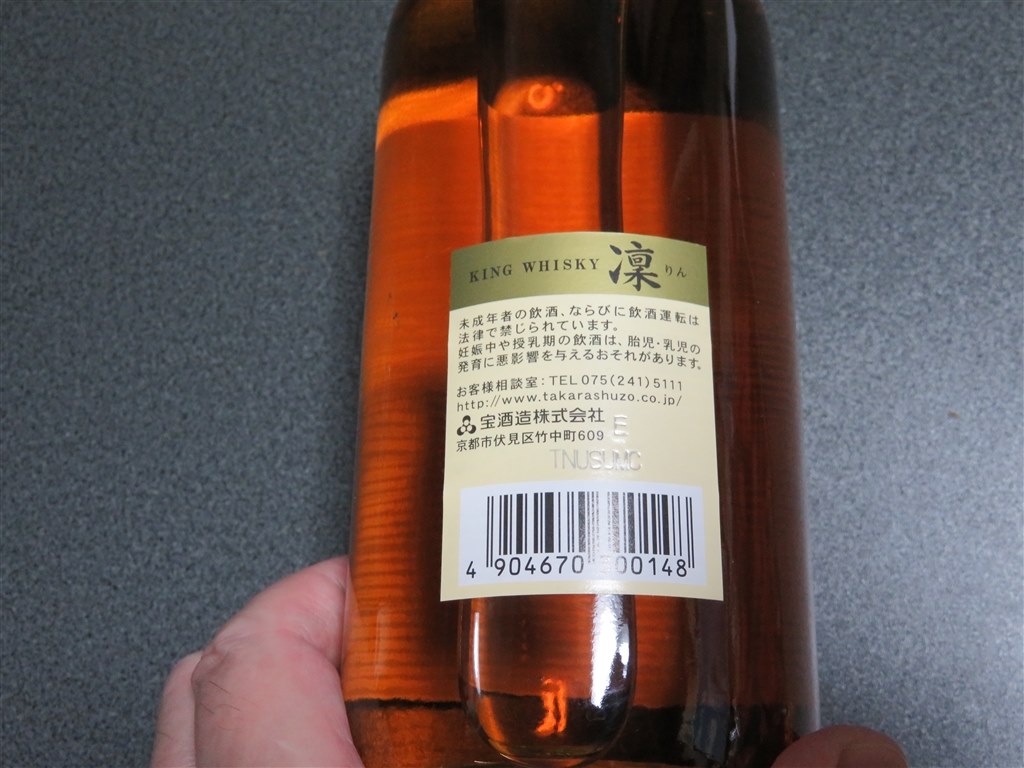 KING WHISKY 凜 りん
未成年者の飲酒、ならびに飲酒運転は
法律で禁じられています。
妊娠中や授乳期の飲酒は、胎児・乳児の
発育に悪影響を与えるおそれがあります。
お客様相談室:TEL 075(241)5111
http://www.takarashuzo.co.jp/
宝酒造株式会社
京都市伏見区竹中町609
E
TNUSUMC
4 904670 500148